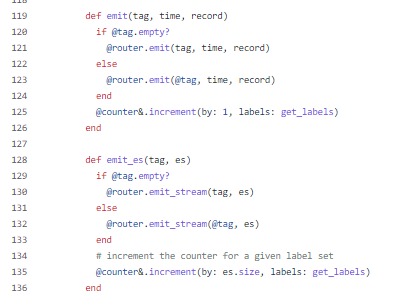 119 def emit(tag, time, record)
120 if @tag.empty?
121 @router.emit(tag, time, record)
122 else
123 @router.emit(@tag, time, record)
124 end
125 @counter&.increment(by: 1, labels: get_labels)
126 end
127
128 def emit_es(tag, es)
129 if @tag.empty?
130 @router.emit_stream(tag, es)
131 else
132 @router.emit_stream(@tag, es)
133 end
134 # increment the counter for a given label set
135 @counter&.increment(by: es.size, labels: get_labels)
136 end